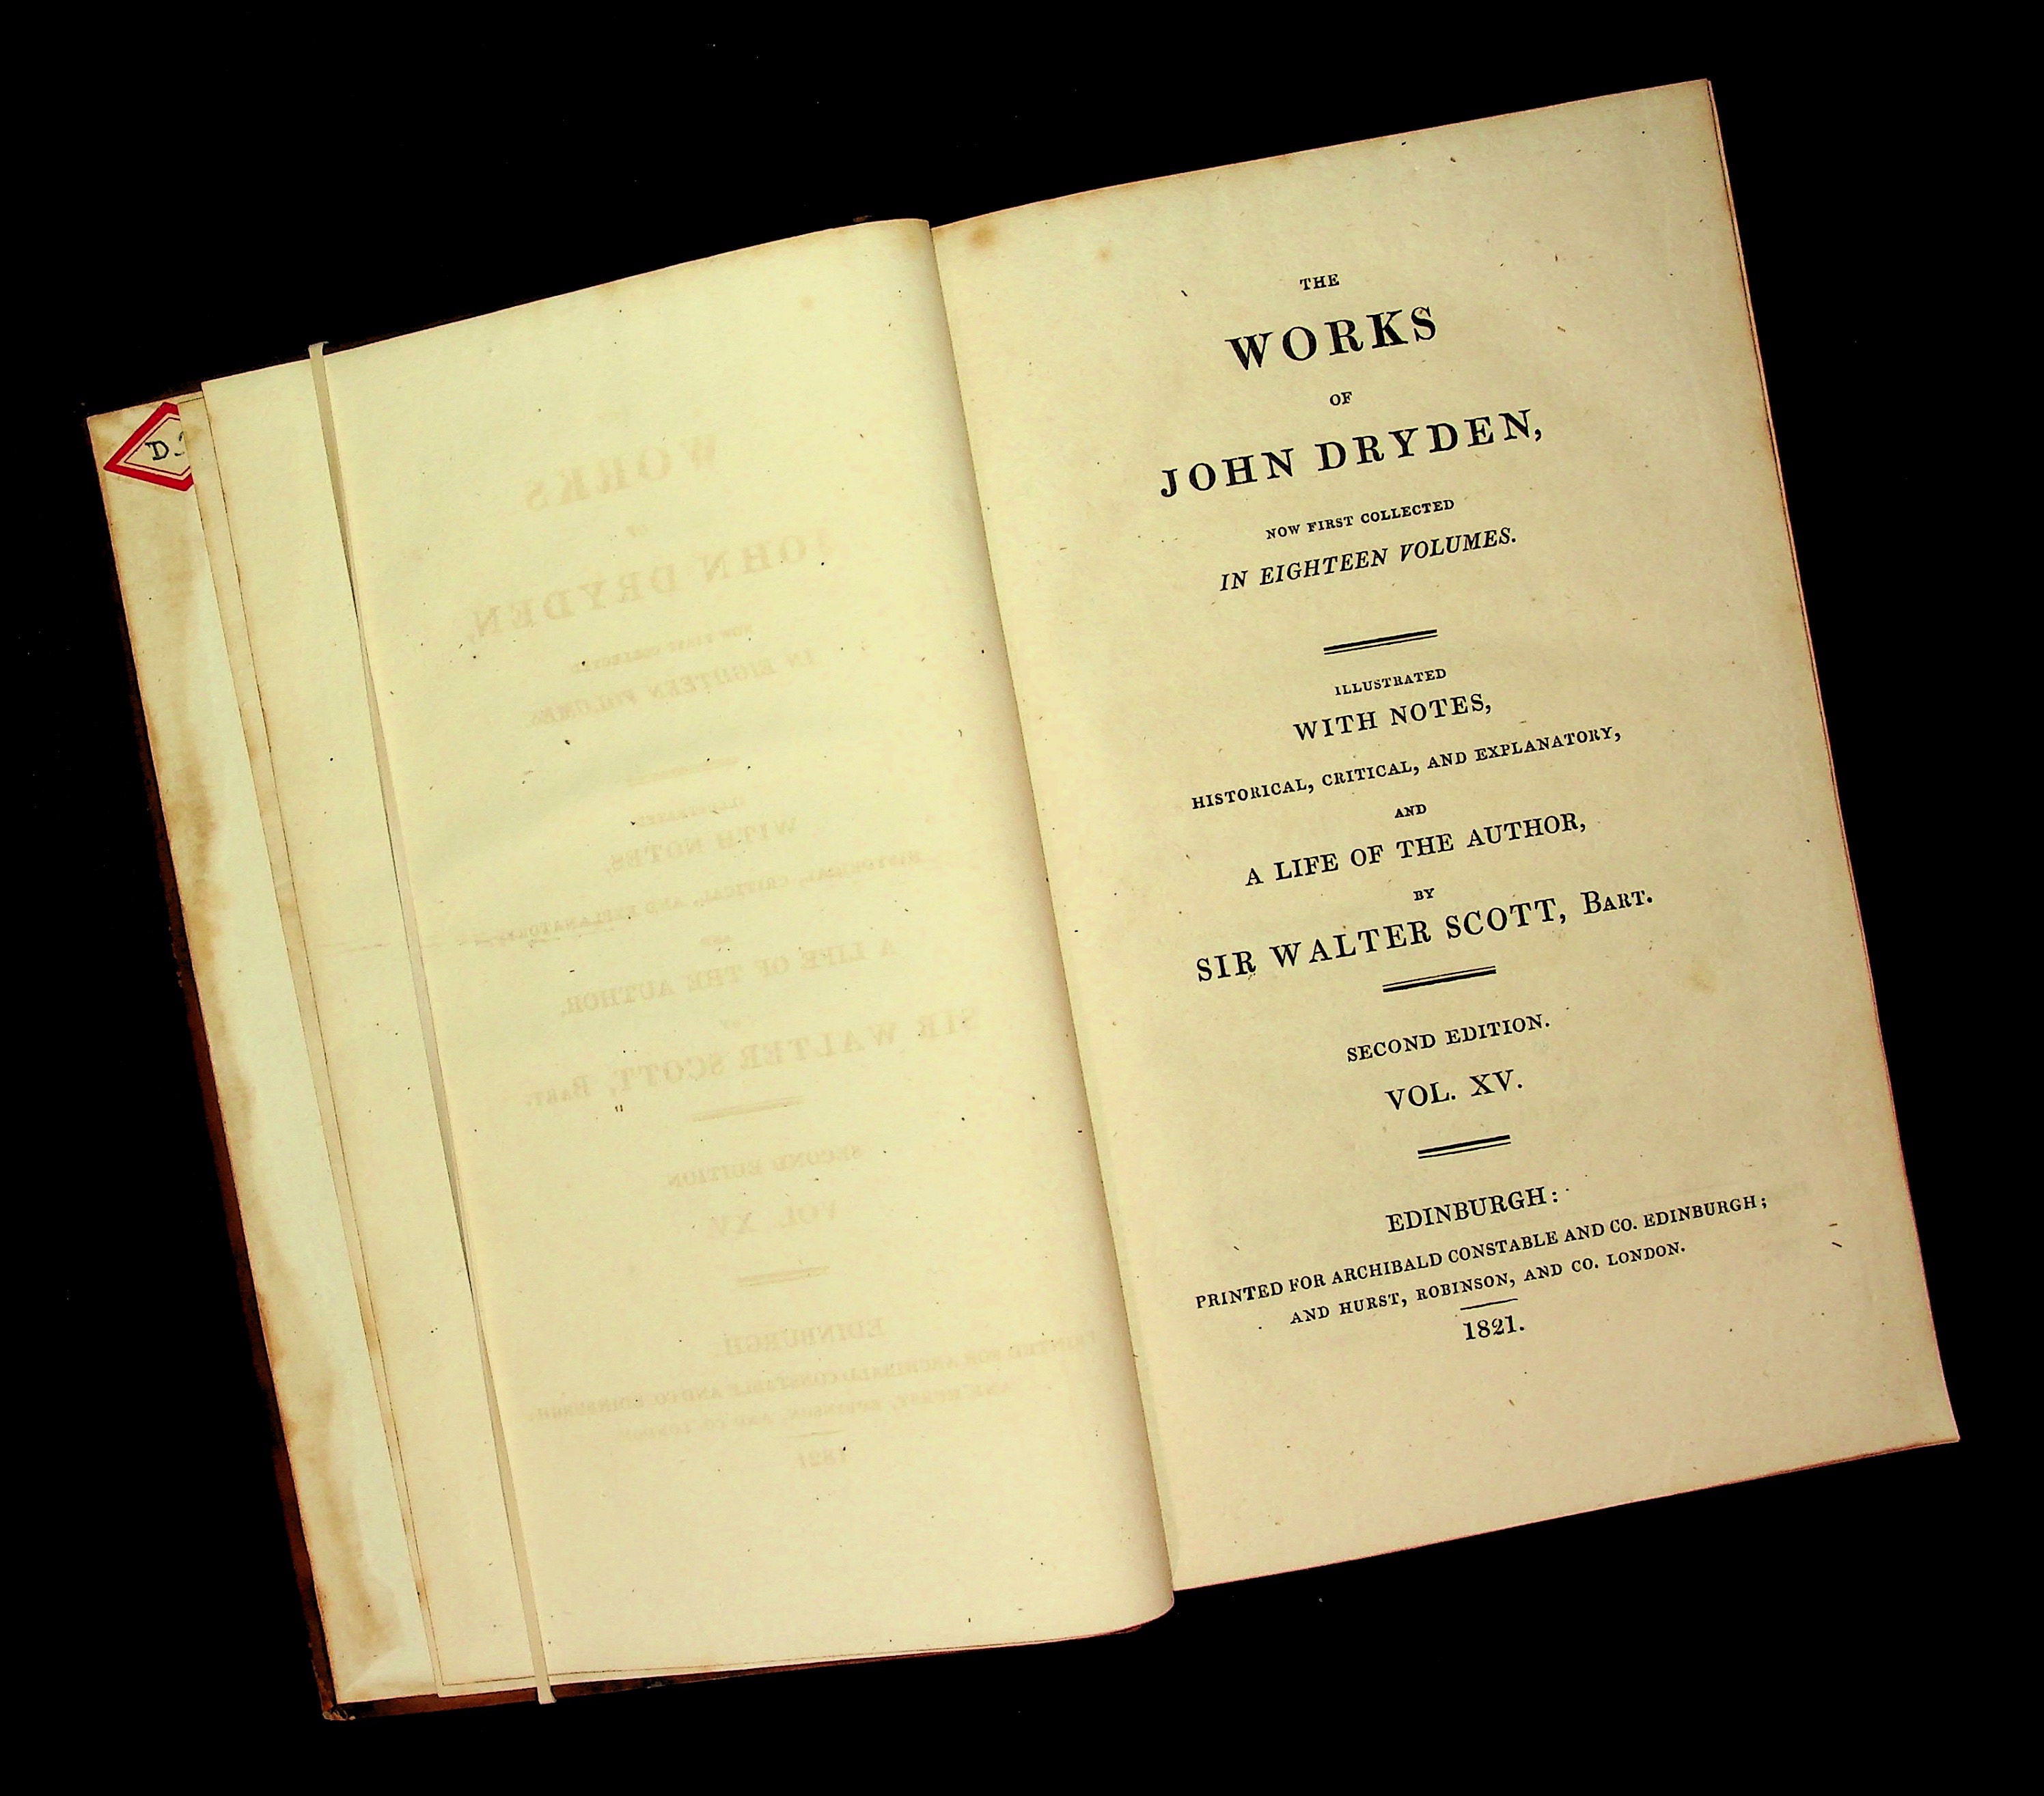 D
THE
WORKS
OF
JOHN DRYDEN,
NOW FIRST COLLECTED
IN EIGHTEEN VOLUMES.
ILLUSTRATED
WITH NOTES,
HISTORICAL, CRITICAL, AND EXPLANATORY,
AND
A LIFE OF THE AUTHOR,
BY
SIR WALTER SCOTT, BART.
SECOND EDITION.
VOL. XV.
EDINBURGH:
PRINTED FOR ARCHIBALD CONSTABLE AND CO. EDINBURGH;
AND HURST, ROBINSON, AND CO. LONDON.
1821.